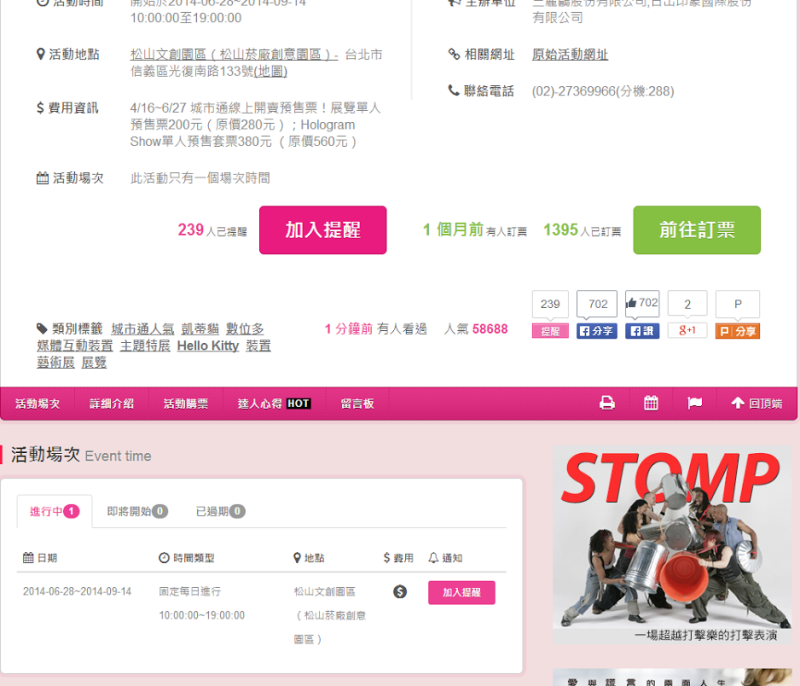 活動時間 開始於2014-06-28~2014-09-14
10:00:00至19:00:00
主辦單位 三麗鷗股份有限公司,日出印象國際股份
有限公司
活動地點 松山文創園區（松山菸廠創意園區）- 台北市
信義區光復南路133號(地圖)
相關網址 原始活動網址
聯絡電話 (02)-27369966(分機:288)
$ 費用資訊 4/16~6/27 城市通線上開賣預售票！展覽單人
預售票200元（原價280元）；Hologram
Show單人預售套票380元 （原價560元）
活動場次 此活動只有一個場次時間
239 人已提醒 加入提醒 1 個月前 有人訂票 1395 人已訂票 前往訂票
239 702 702 2 P
提醒 分享 讚 g+1 P 分享
類別標籤 城市通人氣 凱蒂貓 數位多
媒體互動裝置 主題特展 Hello Kitty 裝置
藝術展 展覽
1 分鐘前 有人看過 人氣 58688
活動場次 詳細介紹 活動購票 達人心得 HOT 留言板 回頂端
活動場次 Event time
進行中 1 即將開始 0 已過期 0
日期 時間類型 地點 $ 費用 通知
2014-06-28~2014-09-14 固定每日進行 松山文創園區 $ 加入提醒
10:00:00~19:00:00 （松山菸廠創意
園區）
STOMP
一場超越打擊樂的打擊表演